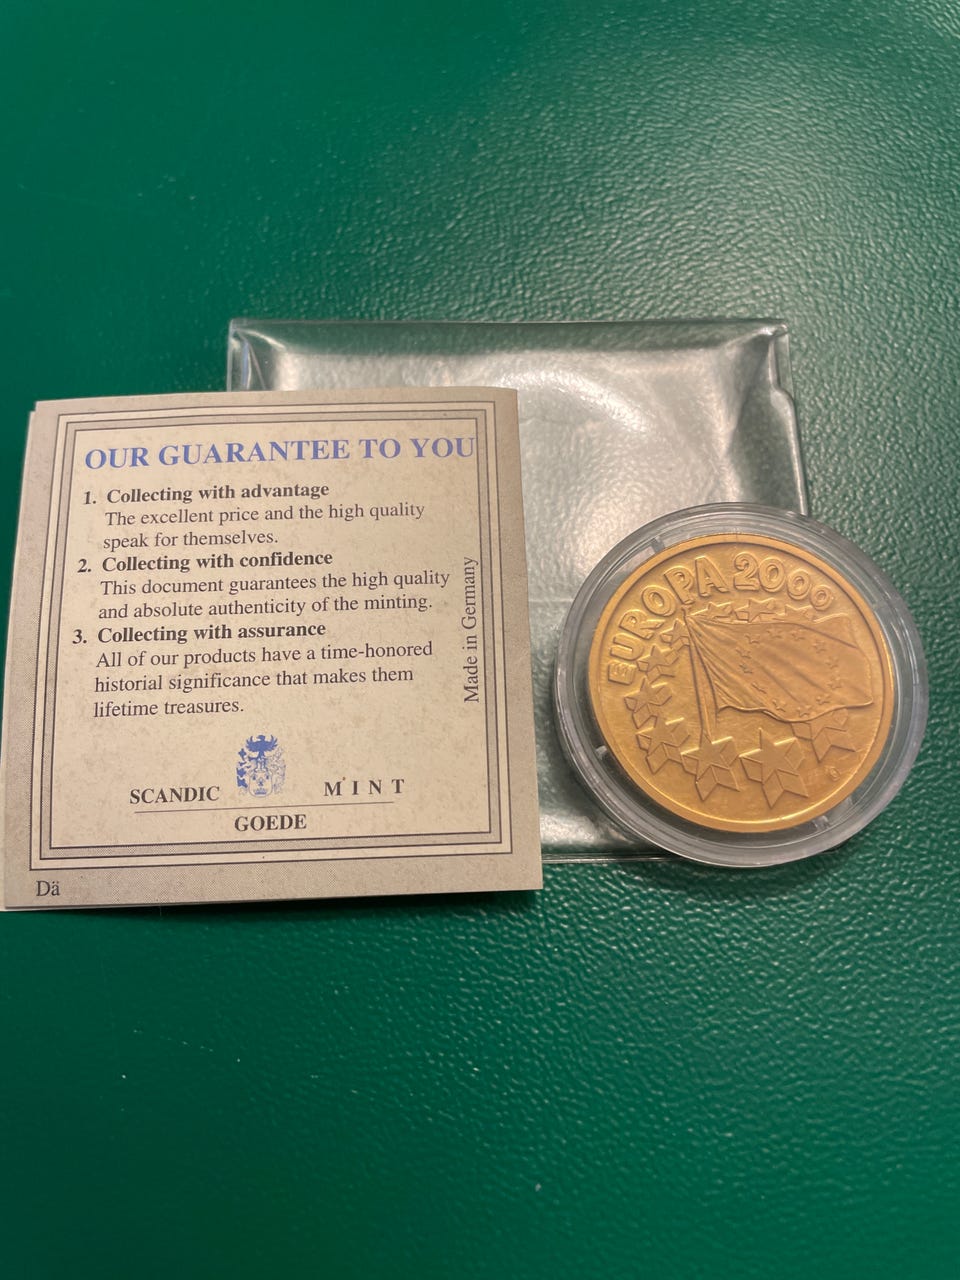 OUR GUARANTEE TO YOU
1. Collecting with advantage
The excellent price and the high quality
speak for themselves.
2. Collecting with confidence
This document guarantees the high quality
and absolute authenticity of the minting.
3. Collecting with assurance
All of our products have a time-honored
historial significance that makes them
lifetime treasures.
Made in Germany
SCANDIC MINT
GOEDE
Dä
EUROPA 2000